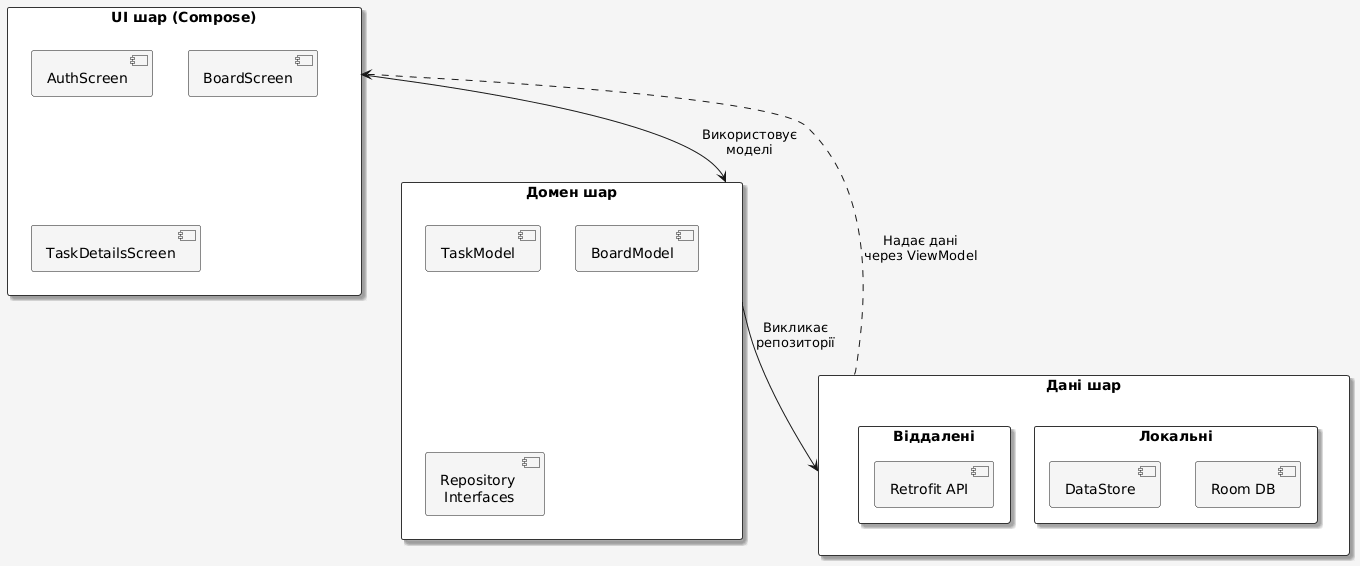 UI шар (Compose)
AuthScreen
BoardScreen
TaskDetailsScreen
Використовує
моделі
Домен шар
TaskModel
BoardModel
Repository
Interfaces
Надає дані
через ViewModel
Викликає
репозиторії
Дані шар
Віддалені
Retrofit API
Локальні
DataStore
Room DB